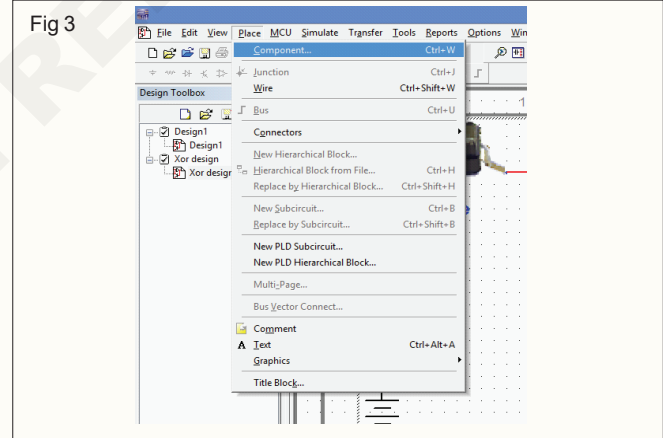 Fig 3
File Edit View Place MCU Simulate Transfer Tools Reports Options
Component... Ctrl+W
Junction Ctrl+J
Wire Ctrl+Shift+W
Design Toolbox
Bus Ctrl+U
Design1
Connectors
Design1
Xor design
New Hierarchical Block...
Xor design
Hierarchical Block from File... Ctrl+H
Replace by Hierarchical Block... Ctrl+Shift+H
New Subcircuit... Ctrl+B
Replace by Subcircuit... Ctrl+Shift+B
New PLD Subcircuit...
New PLD Hierarchical Block...
Multi-Page...
Bus Vector Connect...
Comment
A Text Ctrl+Alt+A
Graphics
Title Block...